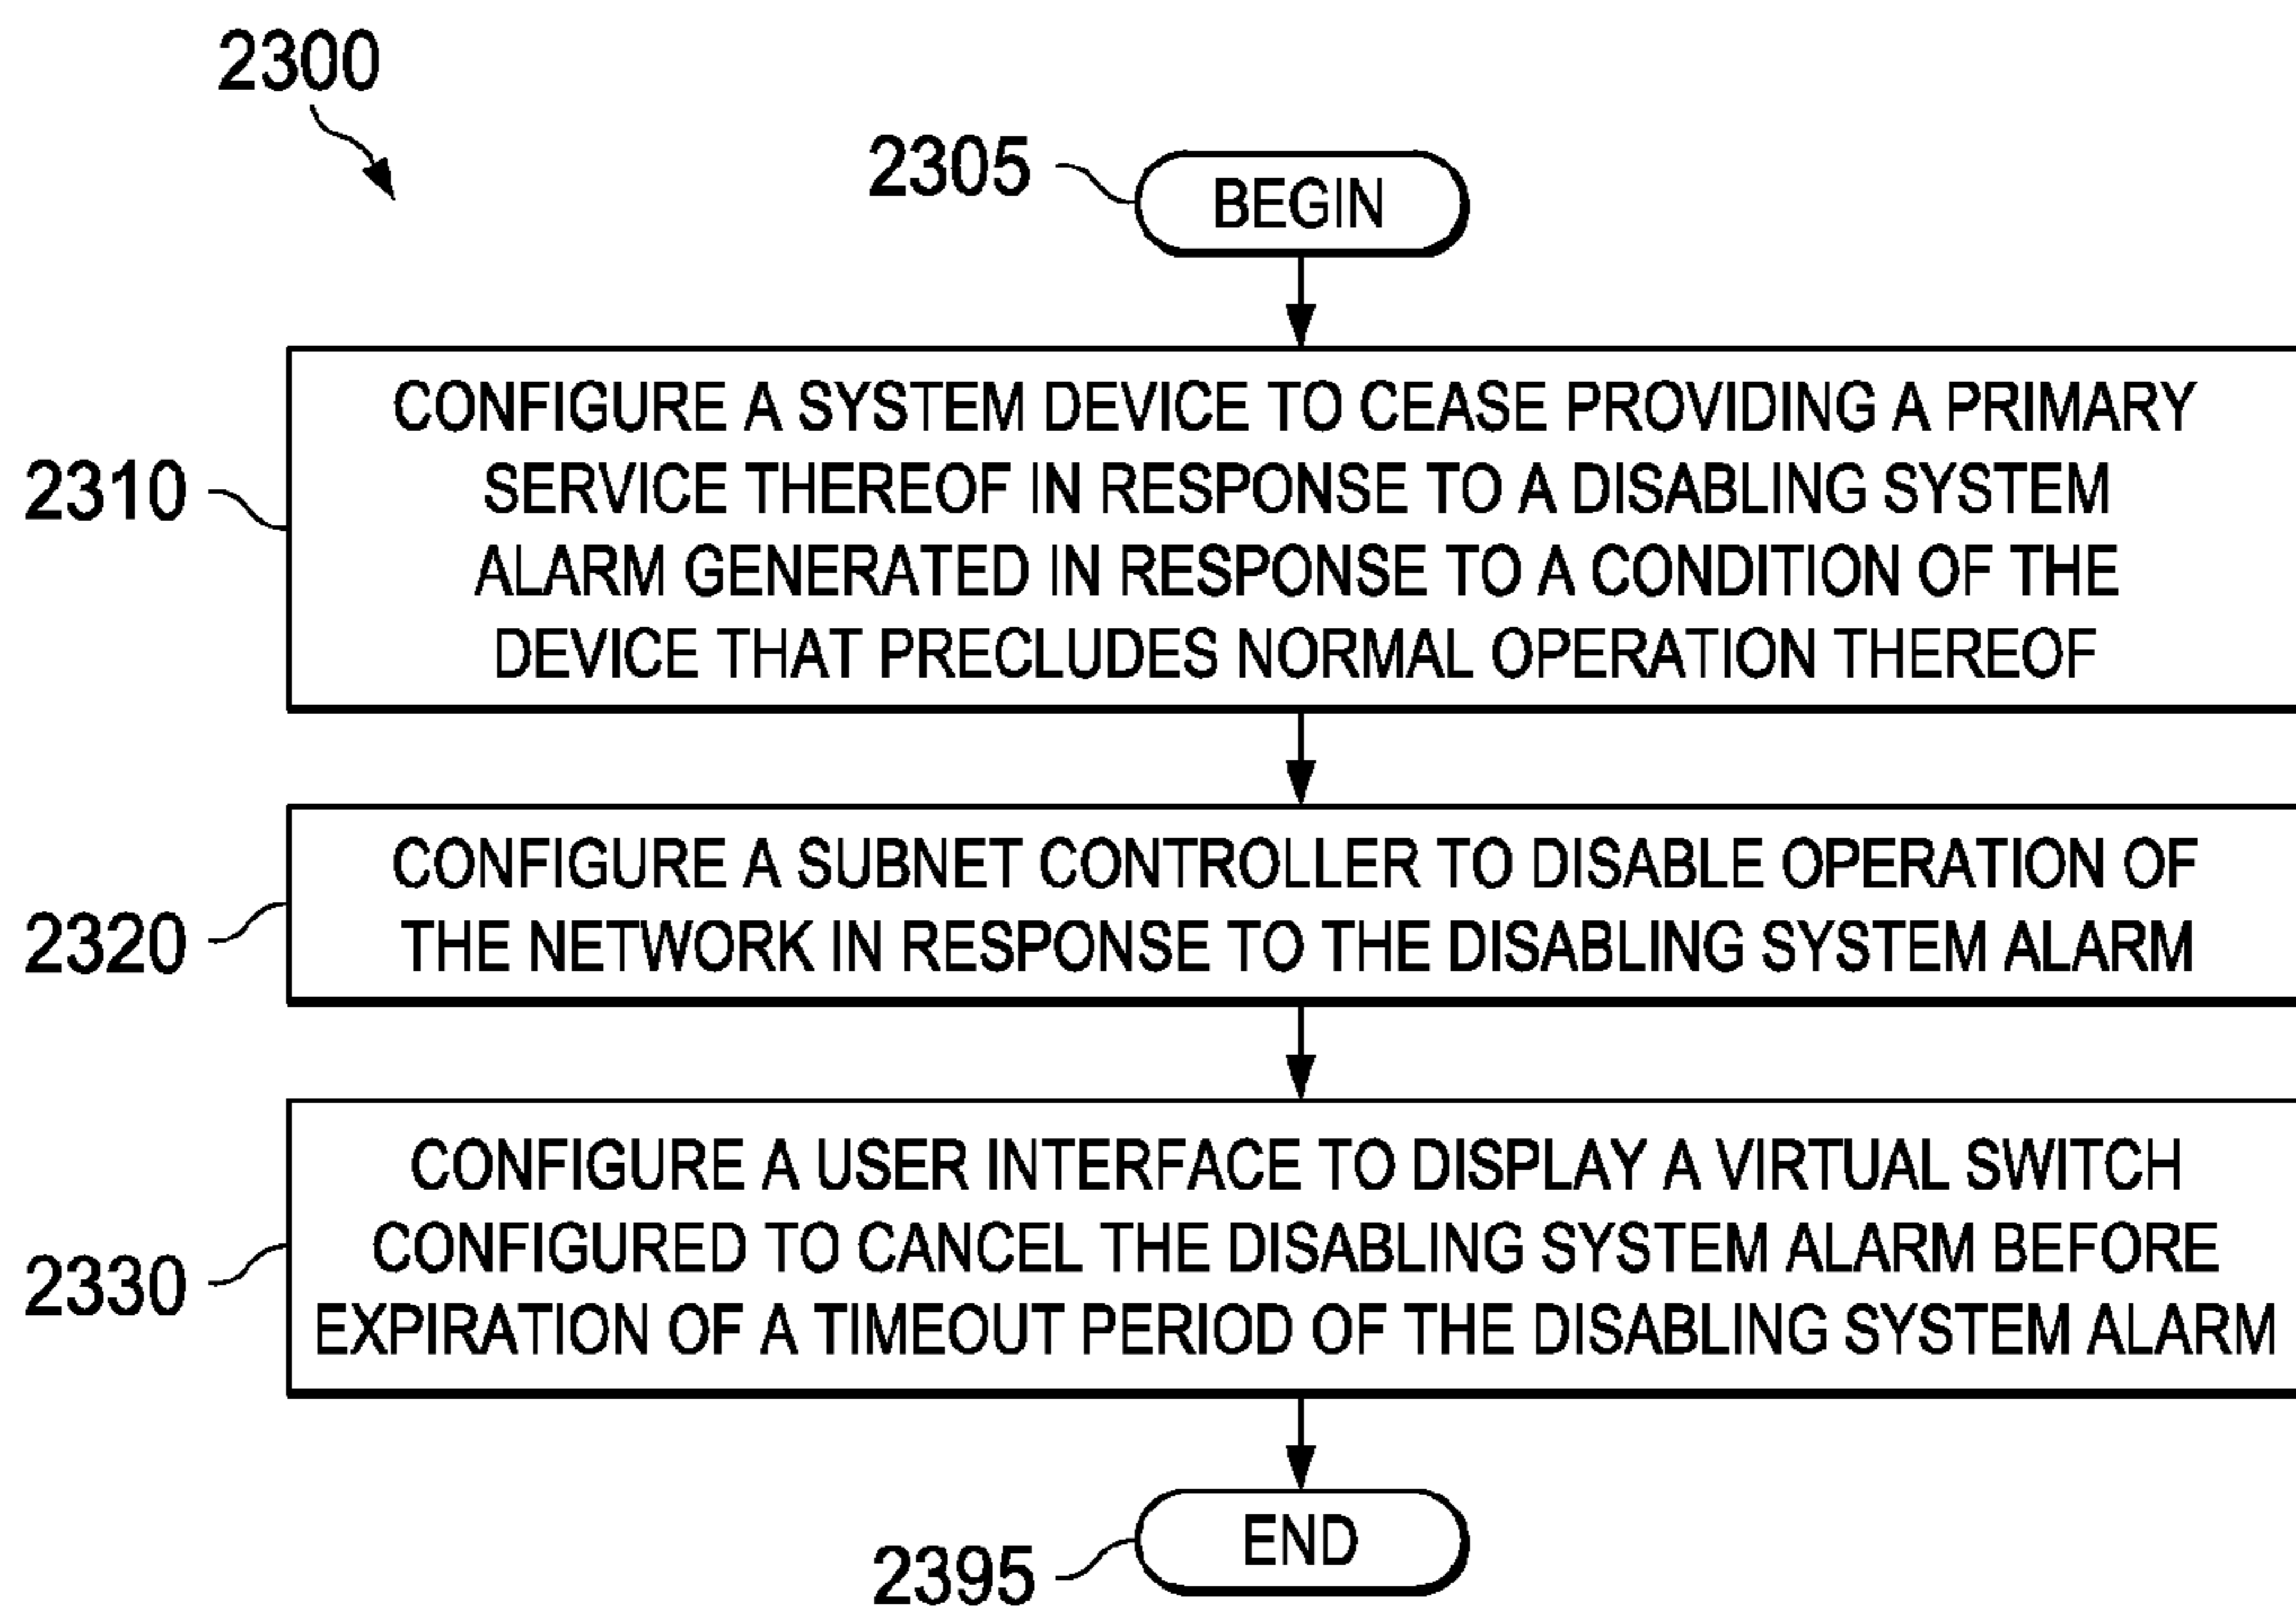 2300
2305
BEGIN
2310
CONFIGURE A SYSTEM DEVICE TO CEASE PROVIDING A PRIMARY
SERVICE THEREOF IN RESPONSE TO A DISABLING SYSTEM
ALARM GENERATED IN RESPONSE TO A CONDITION OF THE
DEVICE THAT PRECLUDES NORMAL OPERATION THEREOF
2320
CONFIGURE A SUBNET CONTROLLER TO DISABLE OPERATION OF
THE NETWORK IN RESPONSE TO THE DISABLING SYSTEM ALARM
2330
CONFIGURE A USER INTERFACE TO DISPLAY A VIRTUAL SWITCH
CONFIGURED TO CANCEL THE DISABLING SYSTEM ALARM BEFORE
EXPIRATION OF A TIMEOUT PERIOD OF THE DISABLING SYSTEM ALARM
END
2395